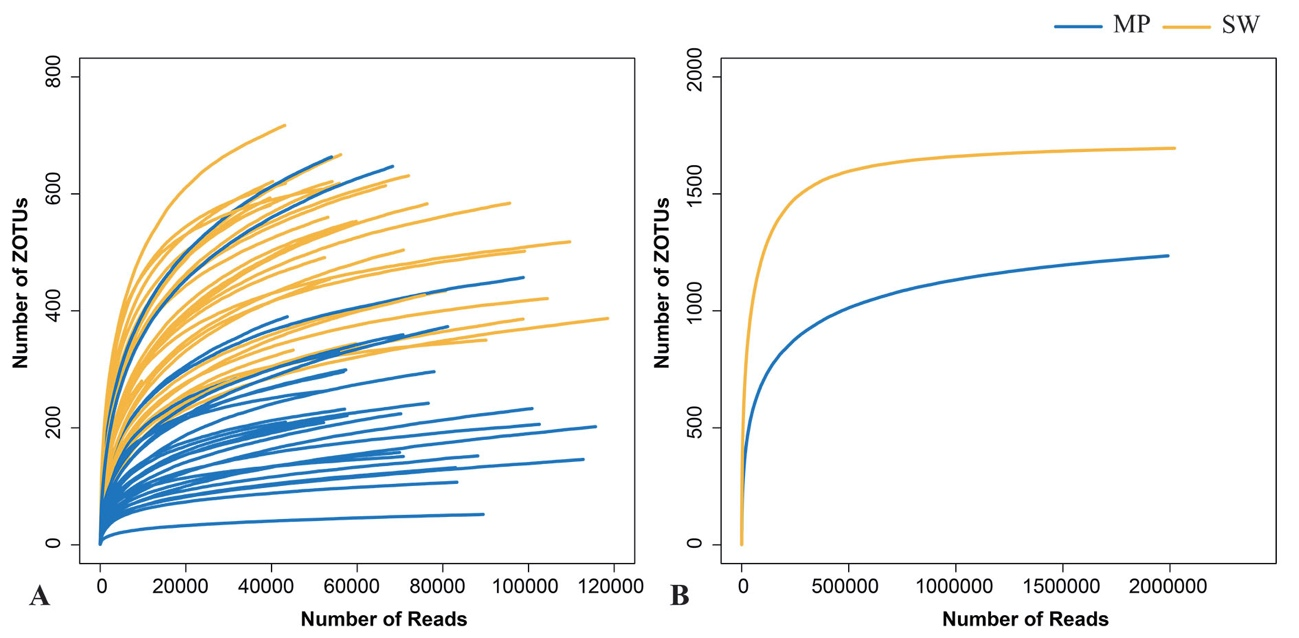 MP SW
800
600
400
200
0
Number of ZOTUs
0 20000 40000 60000 80000 100000 120000
Number of Reads
A
2000
1500
1000
500
0
Number of ZOTUs
0 500000 1000000 1500000 2000000
Number of Reads
B